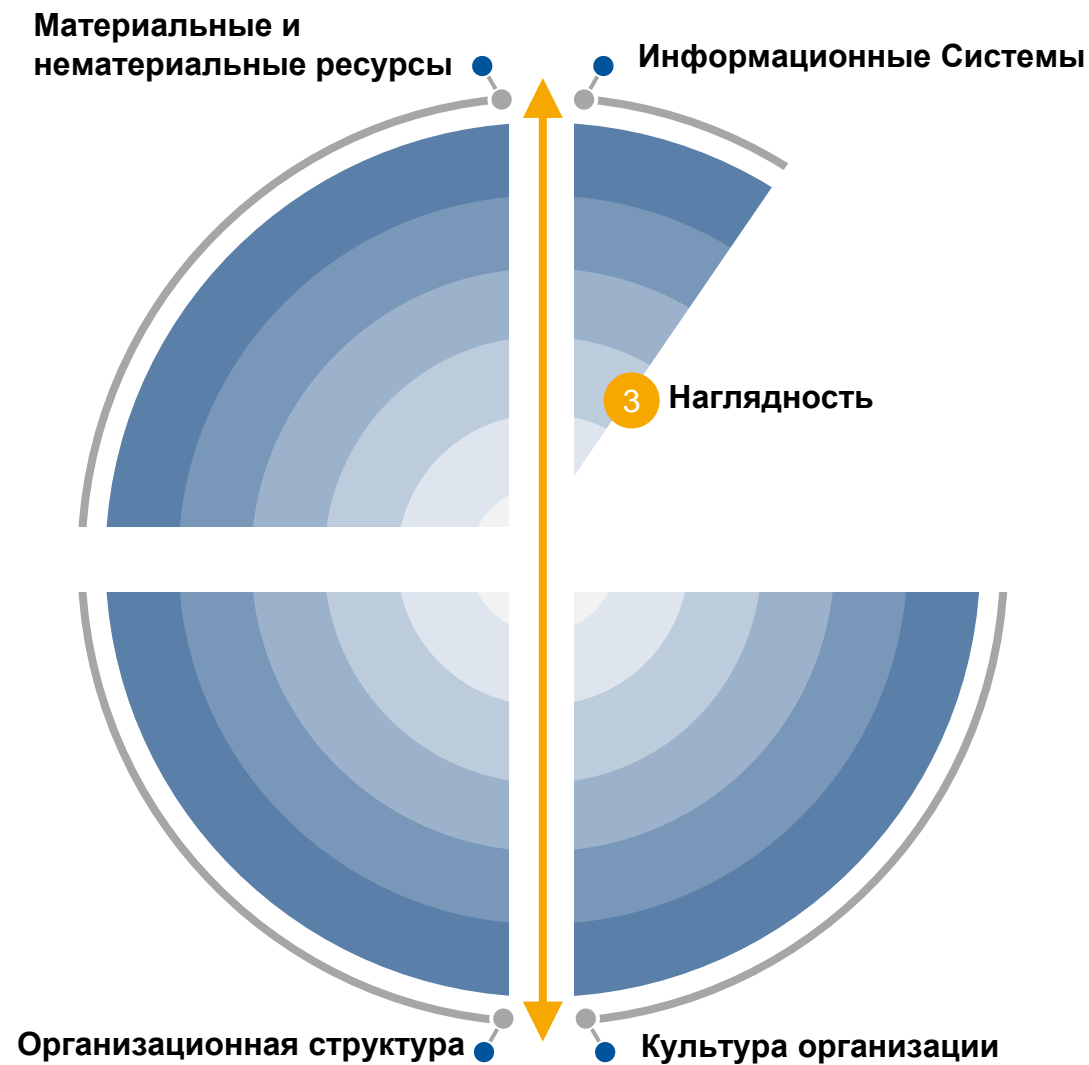 Материальные и
нематериальные ресурсы
Информационные Системы
3 Наглядность
Организационная структура
Культура организации